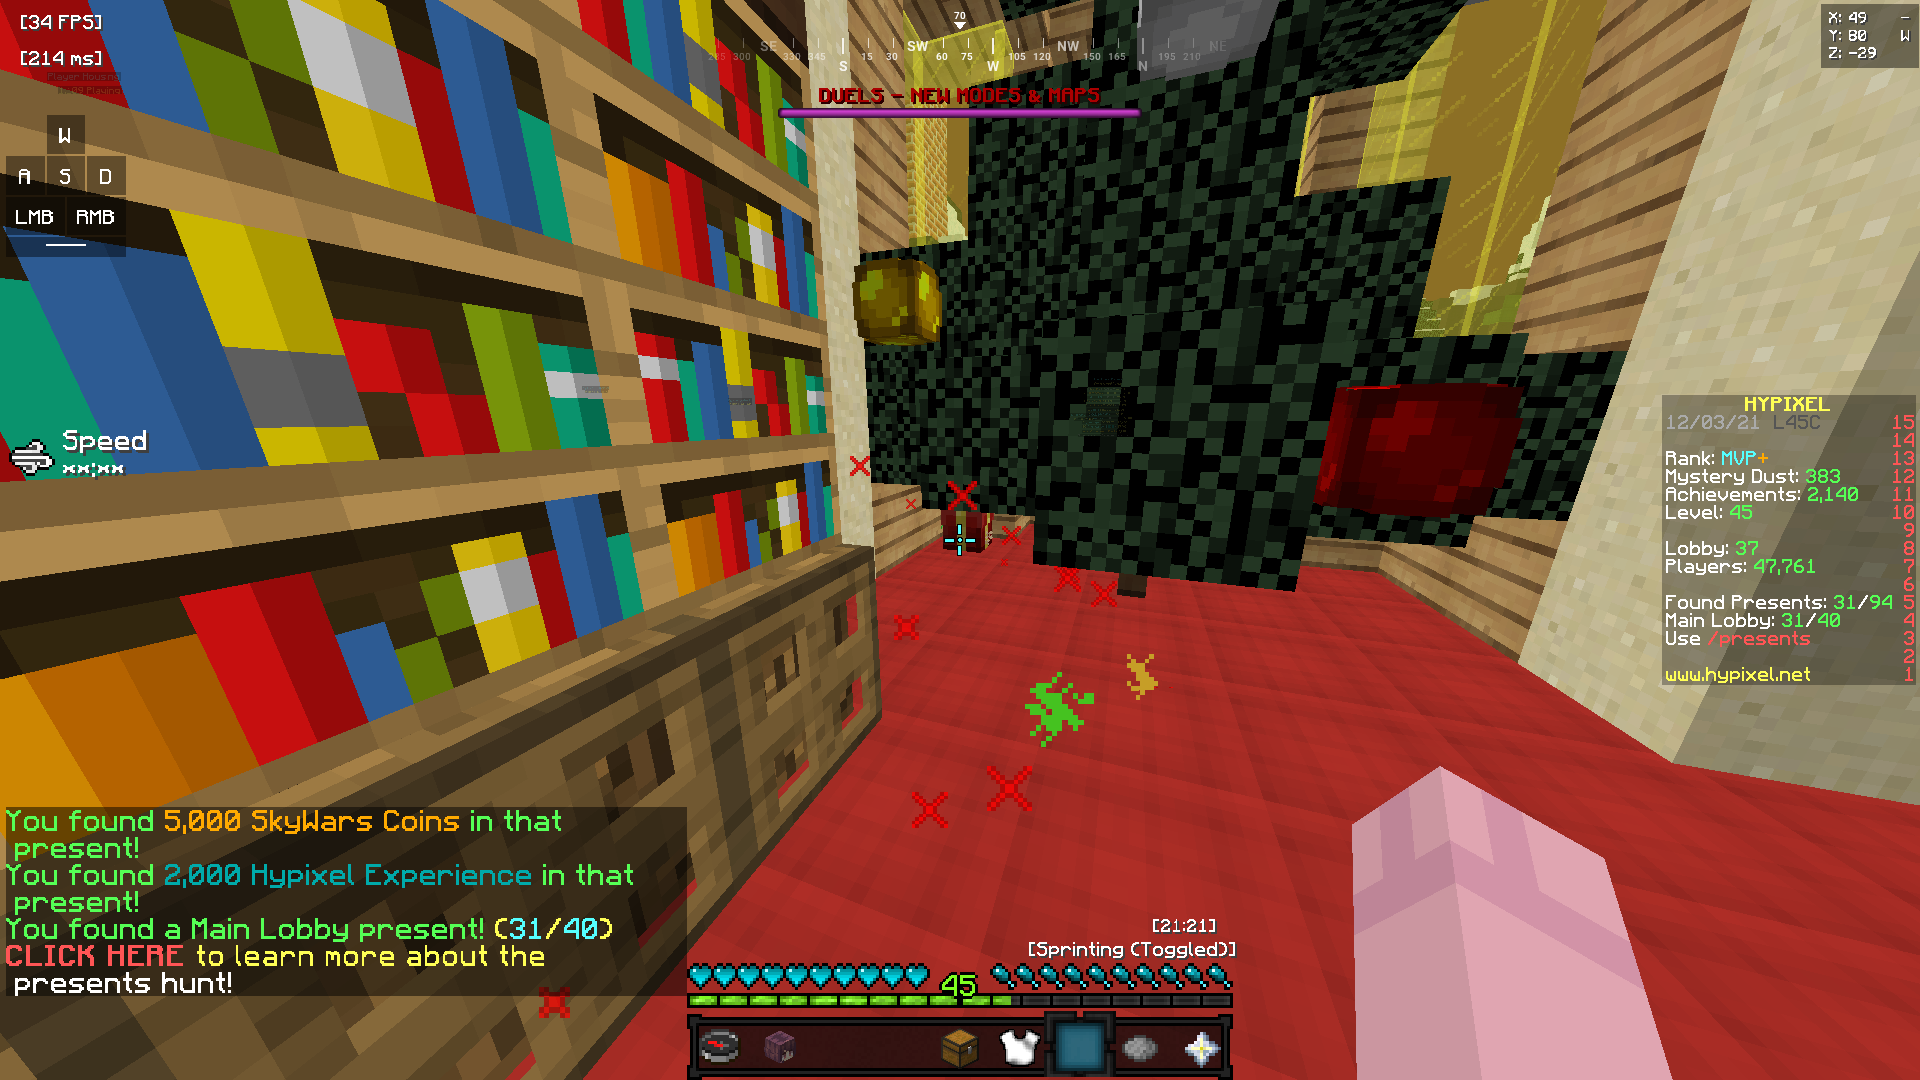 [34 FPS]
[214 ms]
Player Housing
Playing
W
A S D
LMB RMB
Speed
xx:xx
70
285 300 SE 330 345 S 15 30 SW 60 75 W 105 120 NW 150 165 N 195 210 NE
DUELS - NEW MODES & MAPS
X: 49 -
Y: 80 W
Z: -29
HYPIXEL
12/03/21 L45C 15
14
Rank: MVP+ 13
Mystery Dust: 383 12
Achievements: 2,140 11
Level: 45 10
9
Lobby: 37 8
Players: 47,761 7
6
Found Presents: 31/94 5
Main Lobby: 31/40 4
Use /presents 3
2
www.hypixel.net 1
You found 5,000 SkyWars Coins in that
present!
You found 2,000 Hypixel Experience in that
present!
You found a Main Lobby present! (31/40)
CLICK HERE to learn more about the
presents hunt!
[21:21]
[Sprinting (Toggled)]
45